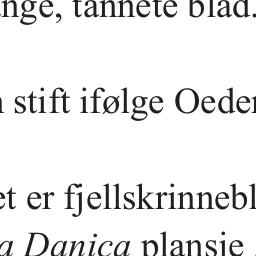 nge, tannete blad.
stift ifølge Oeder
et er fjellskrinnebl
a Danica plansje